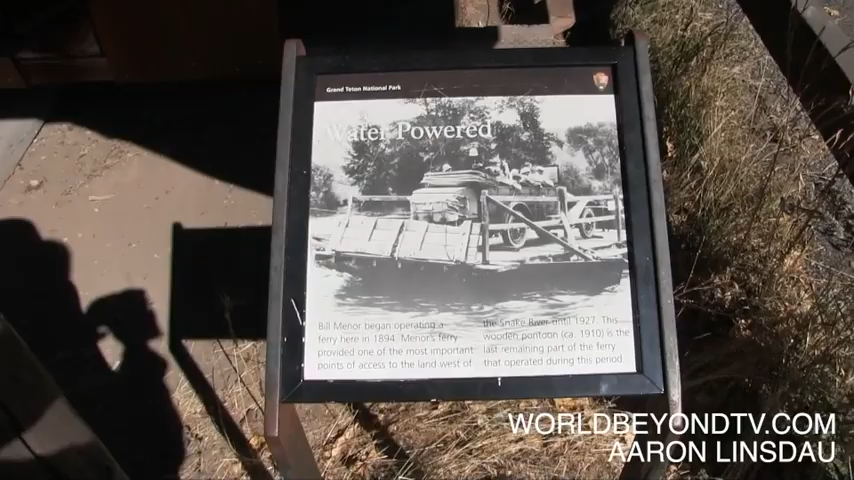 Grand Teton National Park
Water Powered
Bill Menor began operating a
ferry here in 1894. Menor's ferry
provided one of the most important
points of access to the land west of
the Snake River until 1927. This
wooden pontoon (ca. 1910) is the
last remaining part of the ferry
that operated during this period.
WORLDBEYONDTV.COM
AARON LINSDAU